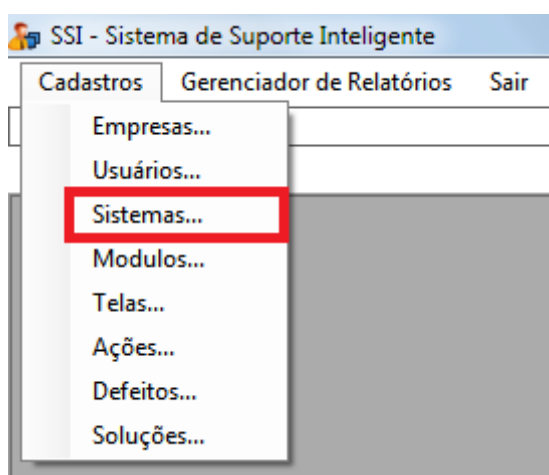 SSI - Sistema de Suporte Inteligente
Cadastros Gerenciador de Relatórios Sair
Empresas...
Usuários...
Sistemas...
Modulos...
Telas...
Ações...
Defeitos...
Soluções...